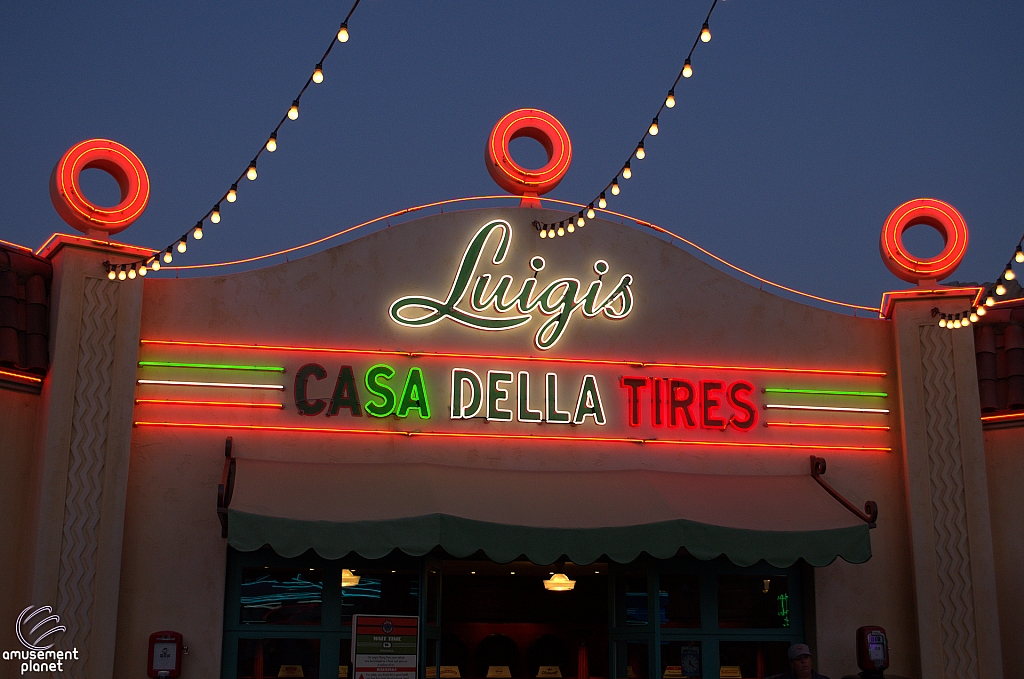 Luigis
CASA DELLA TIRES
amusement
planet